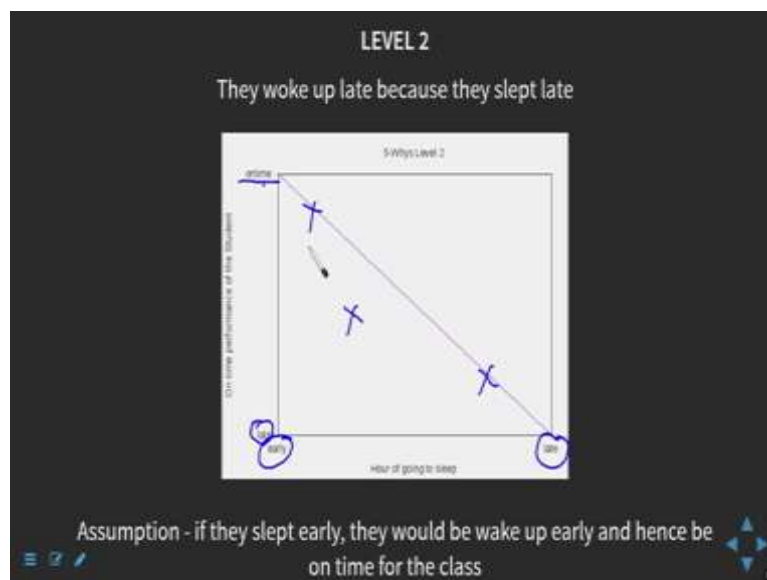 LEVEL 2
They woke up late because they slept late
5-Whys Level 2
ontime
On time performance of the Student
late
early
late
Hour of going to sleep
Assumption - if they slept early, they would be wake up early and hence be
on time for the class